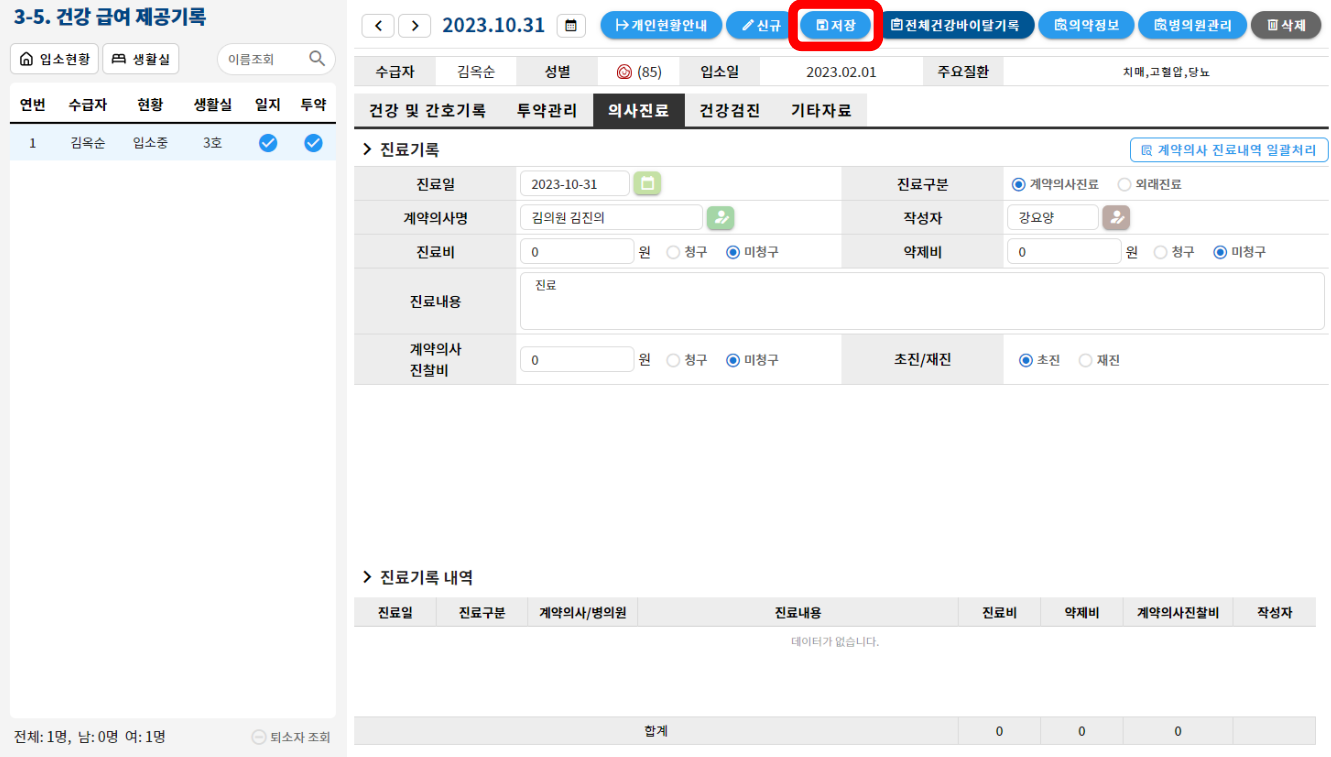 3-5. 건강 급여 제공기록
입소현황 생활실 이름조회
연번 수급자 현황 생활실 일지 투약
1 김옥순 입소중 3호
전체: 1명, 남: 0명 여: 1명 퇴소자 조회
2023.10.31 개인현황안내 신규 저장 전체건강바이탈기록 의약정보 병의원관리 삭제
수급자 김옥순 성별 (85) 입소일 2023.02.01 주요질환 치매,고혈압,당뇨
건강 및 간호기록 투약관리 의사진료 건강검진 기타자료
진료기록 계약의사 진료내역 일괄처리
진료일 2023-10-31 진료구분 계약의사진료 외래진료
계약의사명 김의원 김진의 작성자 강요양
진료비 0 원 청구 미청구 약제비 0 원 청구 미청구
진료내용 진료
계약의사
진찰비 0 원 청구 미청구 초진/재진 초진 재진
진료기록 내역
진료일 진료구분 계약의사/병의원 진료내용 진료비 약제비 계약의사진찰비 작성자
데이터가 없습니다.
합계 0 0 0